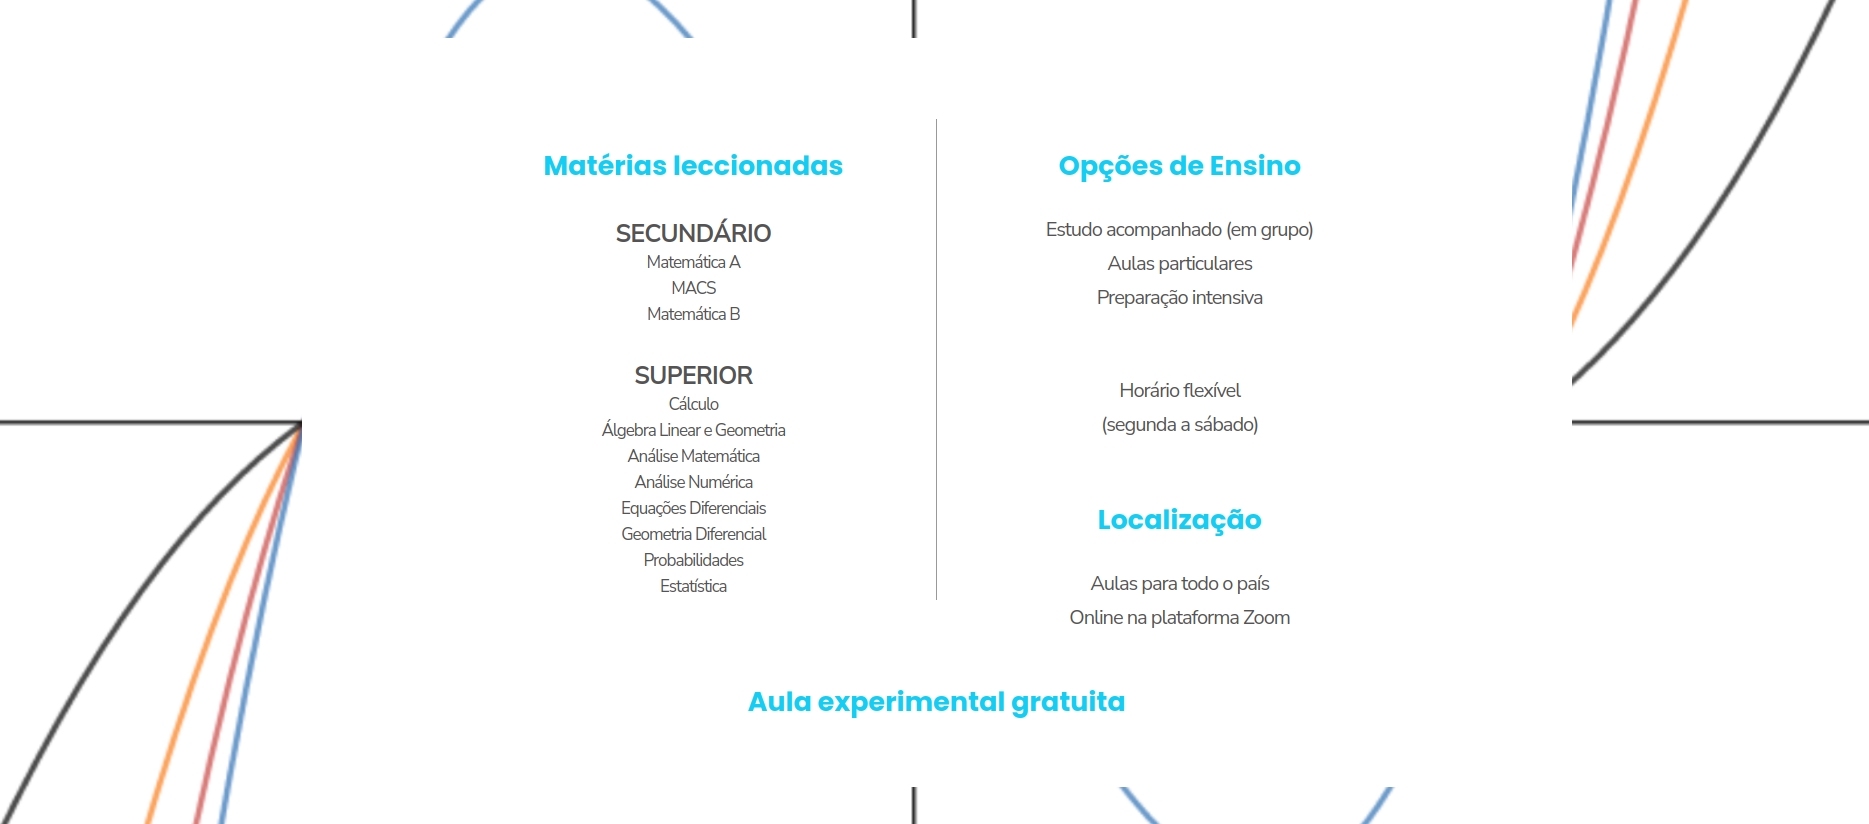 Matérias leccionadas
SECUNDÁRIO
Matemática A
MACS
Matemática B
SUPERIOR
Cálculo
Álgebra Linear e Geometria
Análise Matemática
Análise Numérica
Equações Diferenciais
Geometria Diferencial
Probabilidades
Estatística
Opções de Ensino
Estudo acompanhado (em grupo)
Aulas particulares
Preparação intensiva
Horário flexível
(segunda a sábado)
Localização
Aulas para todo o país
Online na plataforma Zoom
Aula experimental gratuita